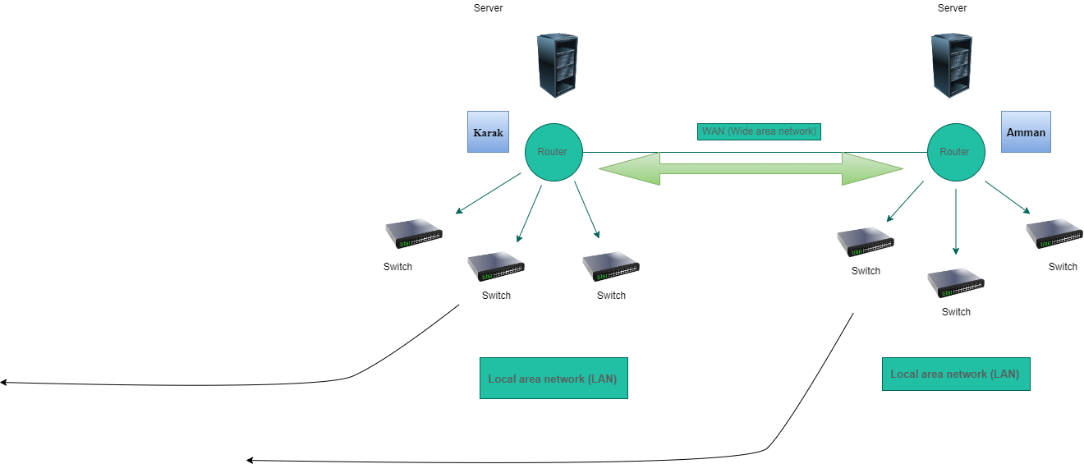 Server
Server
Karak
Router
WAN (Wide area network)
Router
Amman
Switch
Switch
Switch
Switch
Switch
Switch
Local area network (LAN)
Local area network (LAN)